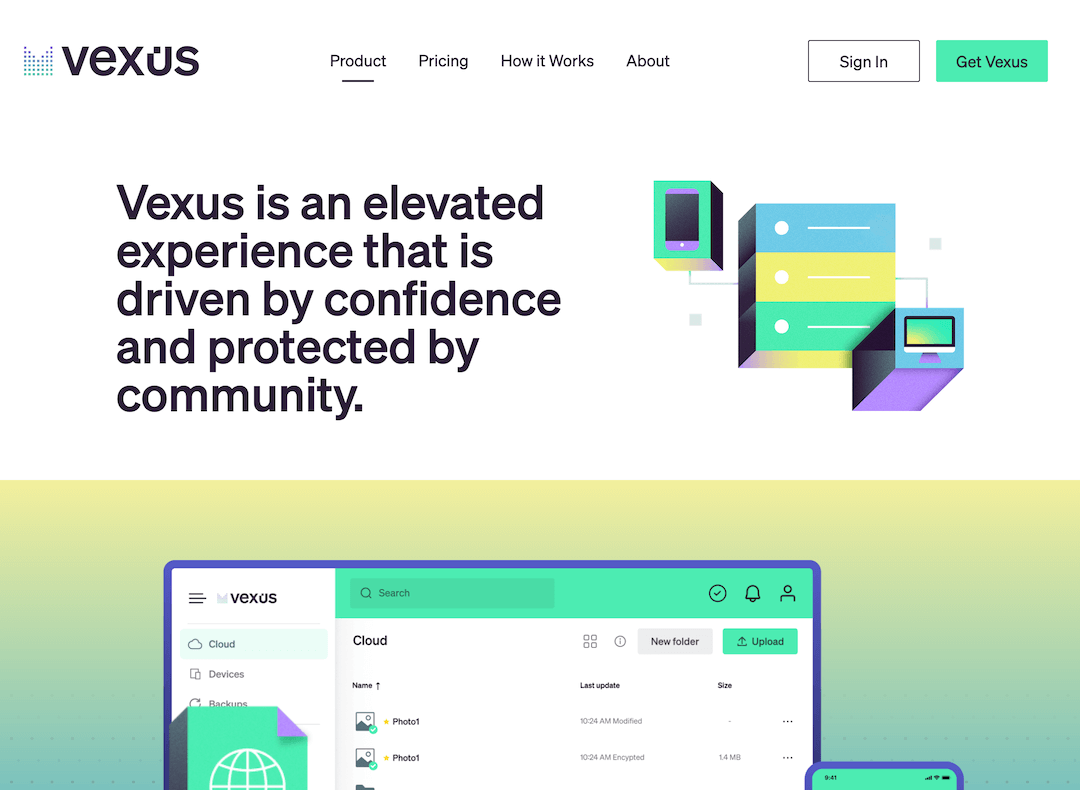 vexus
Product Pricing How it Works About
Sign In
Get Vexus
Vexus is an elevated
experience that is
driven by confidence
and protected by
community.
vexus
Search
Cloud
Devices
Backups
Cloud
New folder
Upload
Name ↑ Last update Size
Photo1 10:24 AM Modified - ...
Photo1 10:24 AM Encypted 1.4 MB ...
9:41